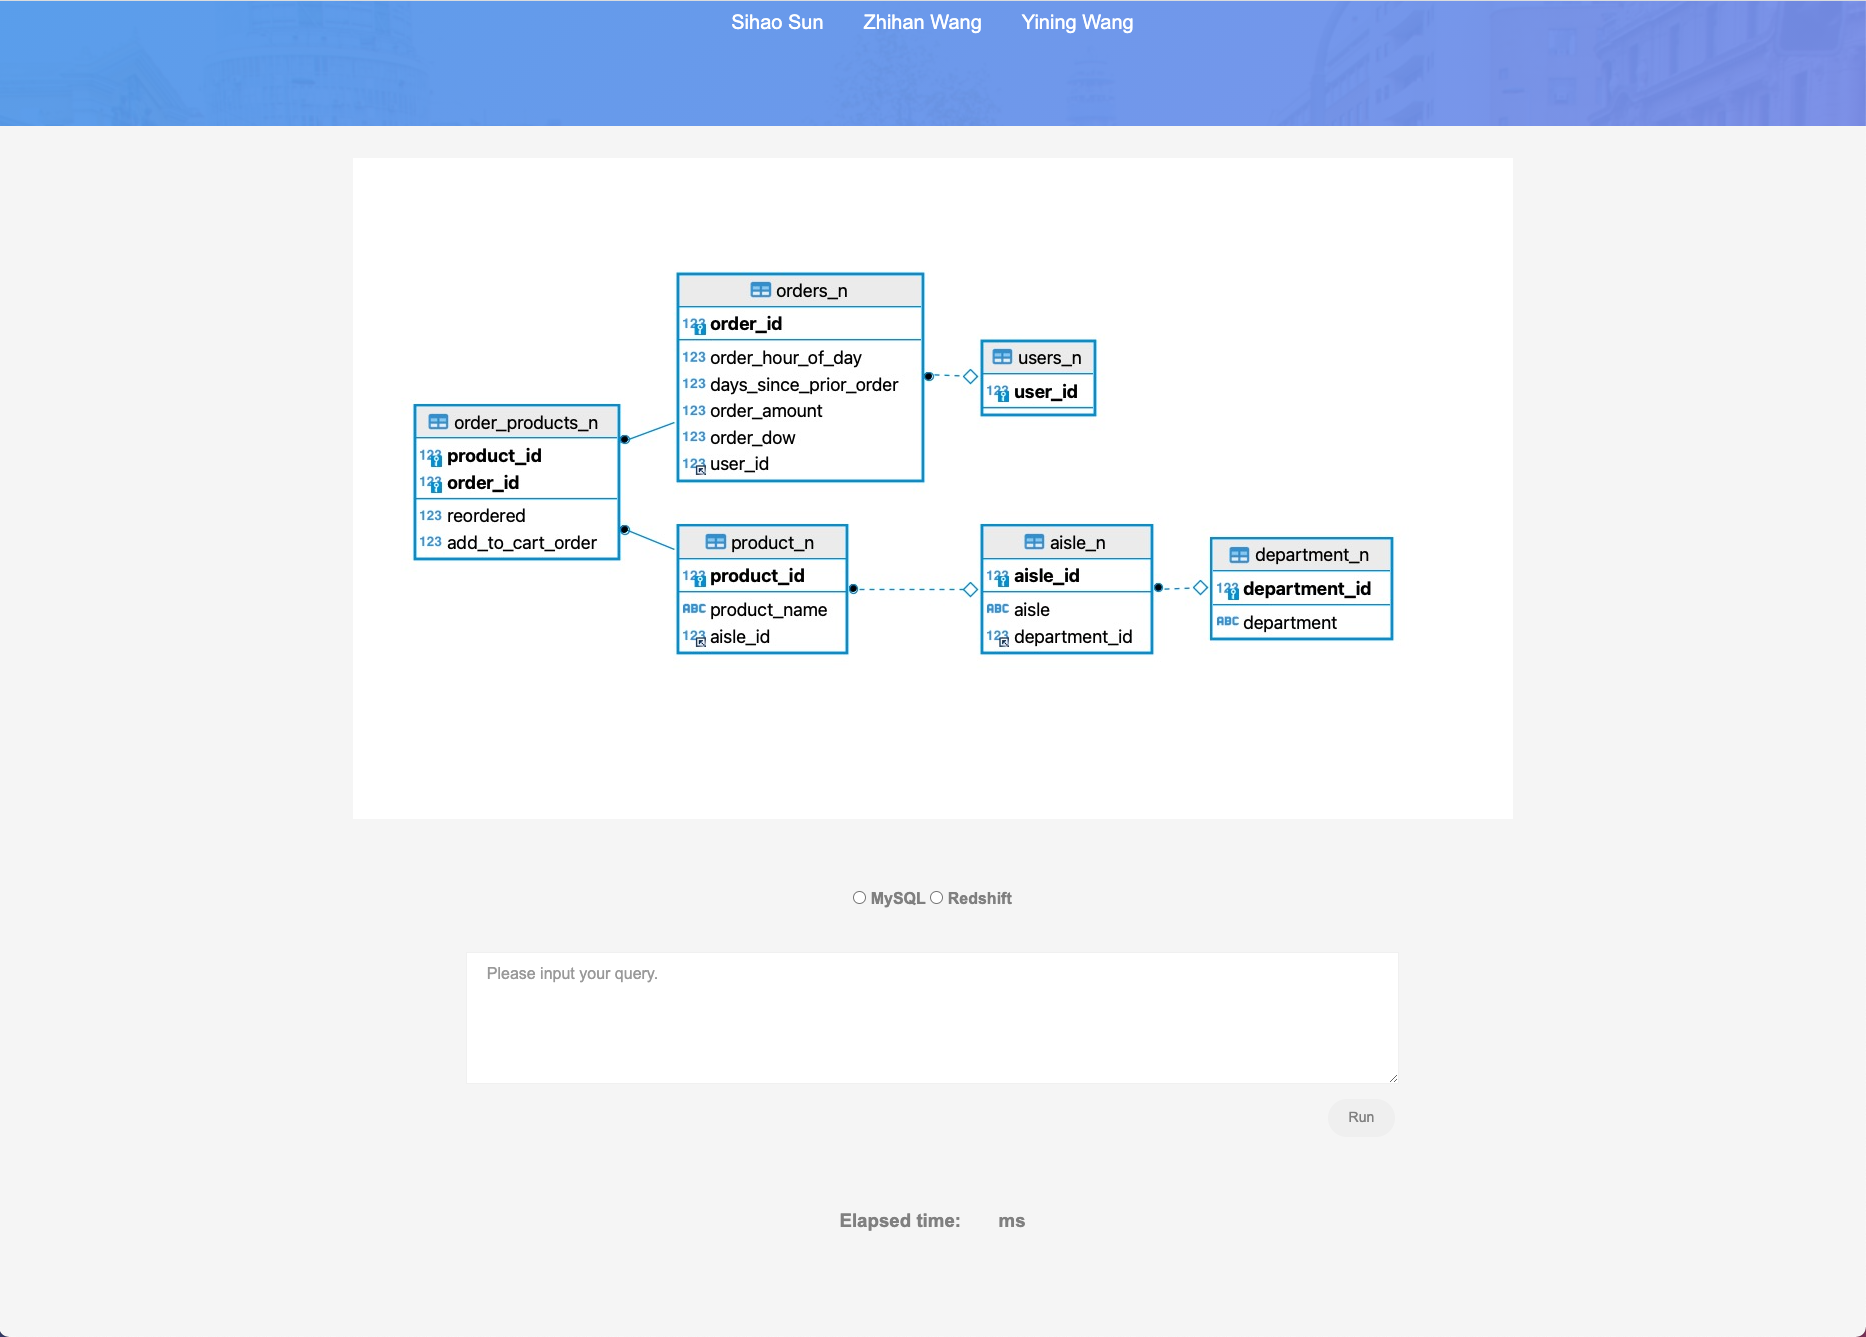 Sihao Sun Zhihan Wang Yining Wang
orders_n
123 order_id
123 order_hour_of_day
123 days_since_prior_order
123 order_amount
123 order_dow
123 user_id
users_n
123 user_id
order_products_n
123 product_id
123 order_id
123 reordered
123 add_to_cart_order
product_n
123 product_id
ABC product_name
123 aisle_id
aisle_n
123 aisle_id
ABC aisle
123 department_id
department_n
123 department_id
ABC department
MySQL Redshift
Please input your query.
Run
Elapsed time: ms